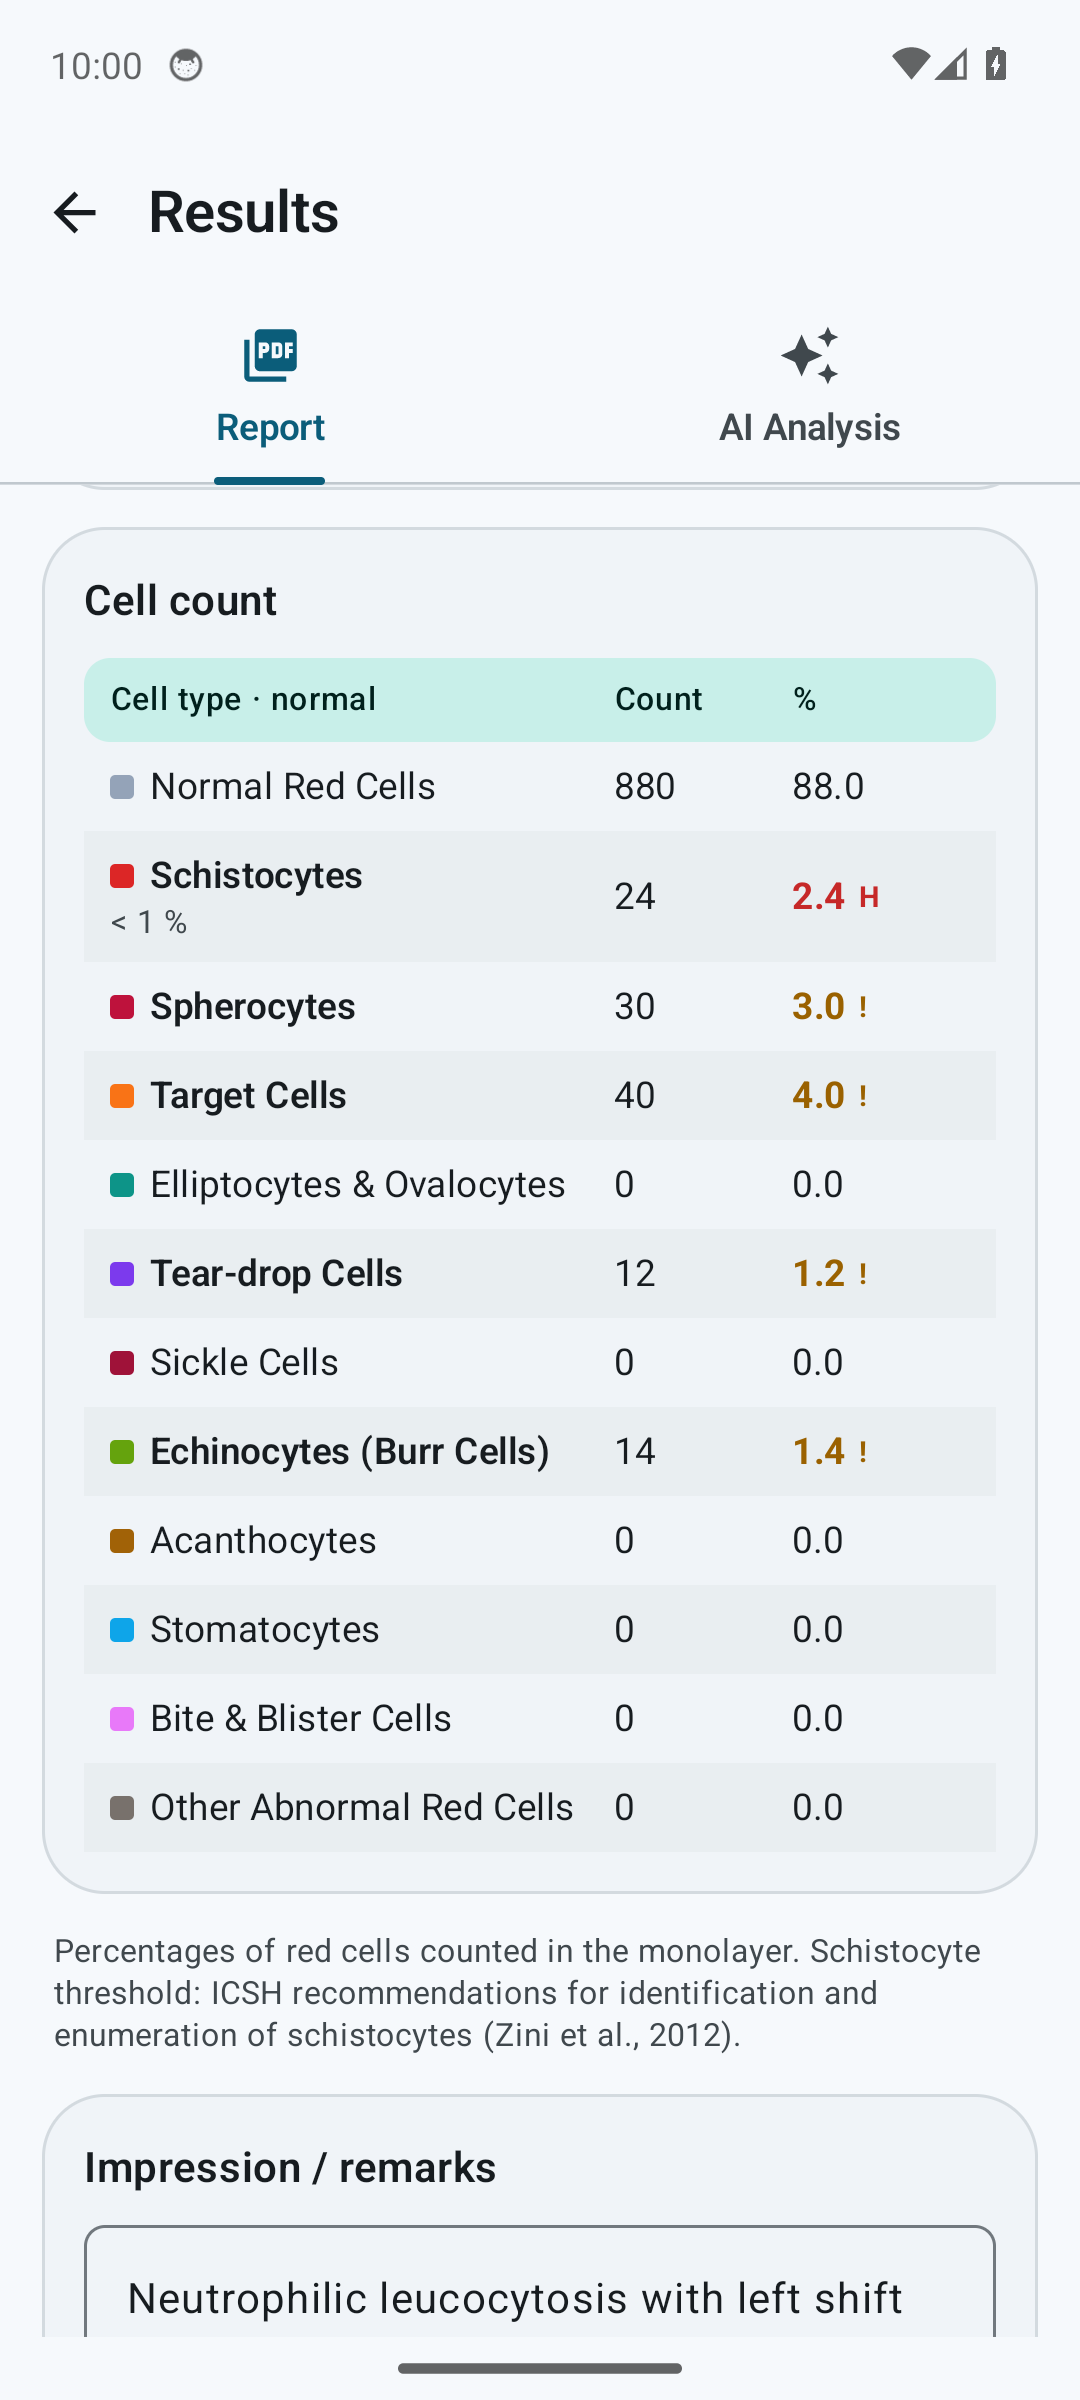 10:00
Results
PDF
Report
AI Analysis
Cell count
Cell type · normal Count %
Normal Red Cells 880 88.0
Schistocytes 24 2.4 H
< 1 %
Spherocytes 30 3.0 !
Target Cells 40 4.0 !
Elliptocytes & Ovalocytes 0 0.0
Tear-drop Cells 12 1.2 !
Sickle Cells 0 0.0
Echinocytes (Burr Cells) 14 1.4 !
Acanthocytes 0 0.0
Stomatocytes 0 0.0
Bite & Blister Cells 0 0.0
Other Abnormal Red Cells 0 0.0
Percentages of red cells counted in the monolayer. Schistocyte
threshold: ICSH recommendations for identification and
enumeration of schistocytes (Zini et al., 2012).
Impression / remarks
Neutrophilic leucocytosis with left shift